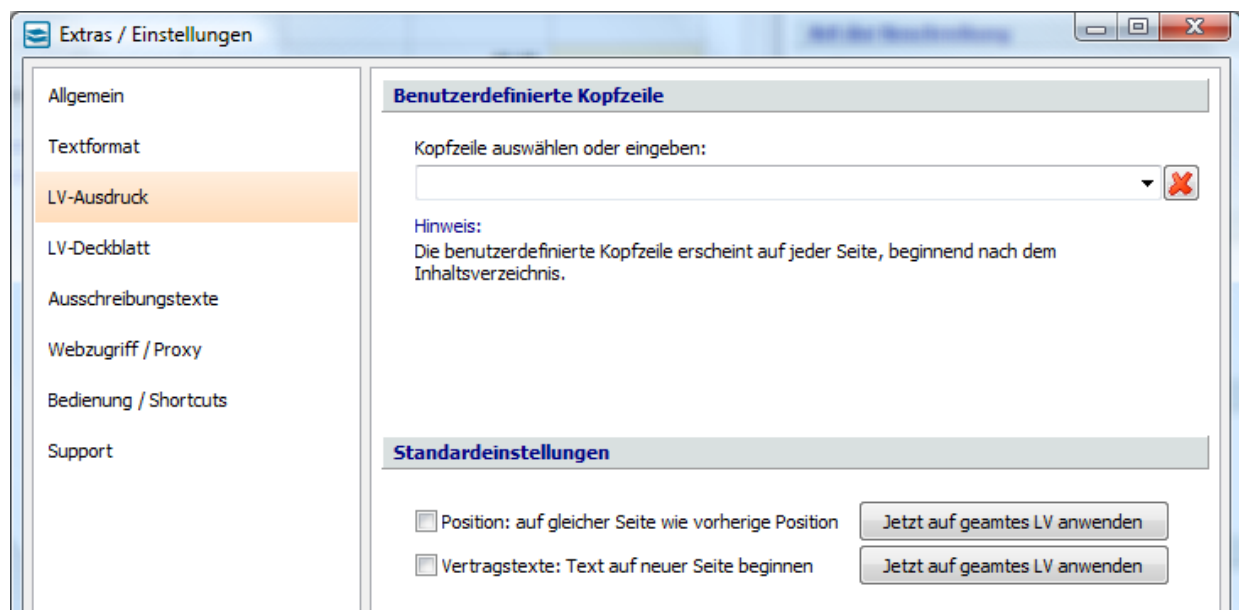 Extras / Einstellungen
Allgemein
Textformat
LV-Ausdruck
LV-Deckblatt
Ausschreibungstexte
Webzugriff / Proxy
Bedienung / Shortcuts
Support
Benutzerdefinierte Kopfzeile
Kopfzeile auswählen oder eingeben:
Hinweis:
Die benutzerdefinierte Kopfzeile erscheint auf jeder Seite, beginnend nach dem
Inhaltsverzeichnis.
Standardeinstellungen
Position: auf gleicher Seite wie vorherige Position
Jetzt auf geamtes LV anwenden
Vertragstexte: Text auf neuer Seite beginnen
Jetzt auf geamtes LV anwenden